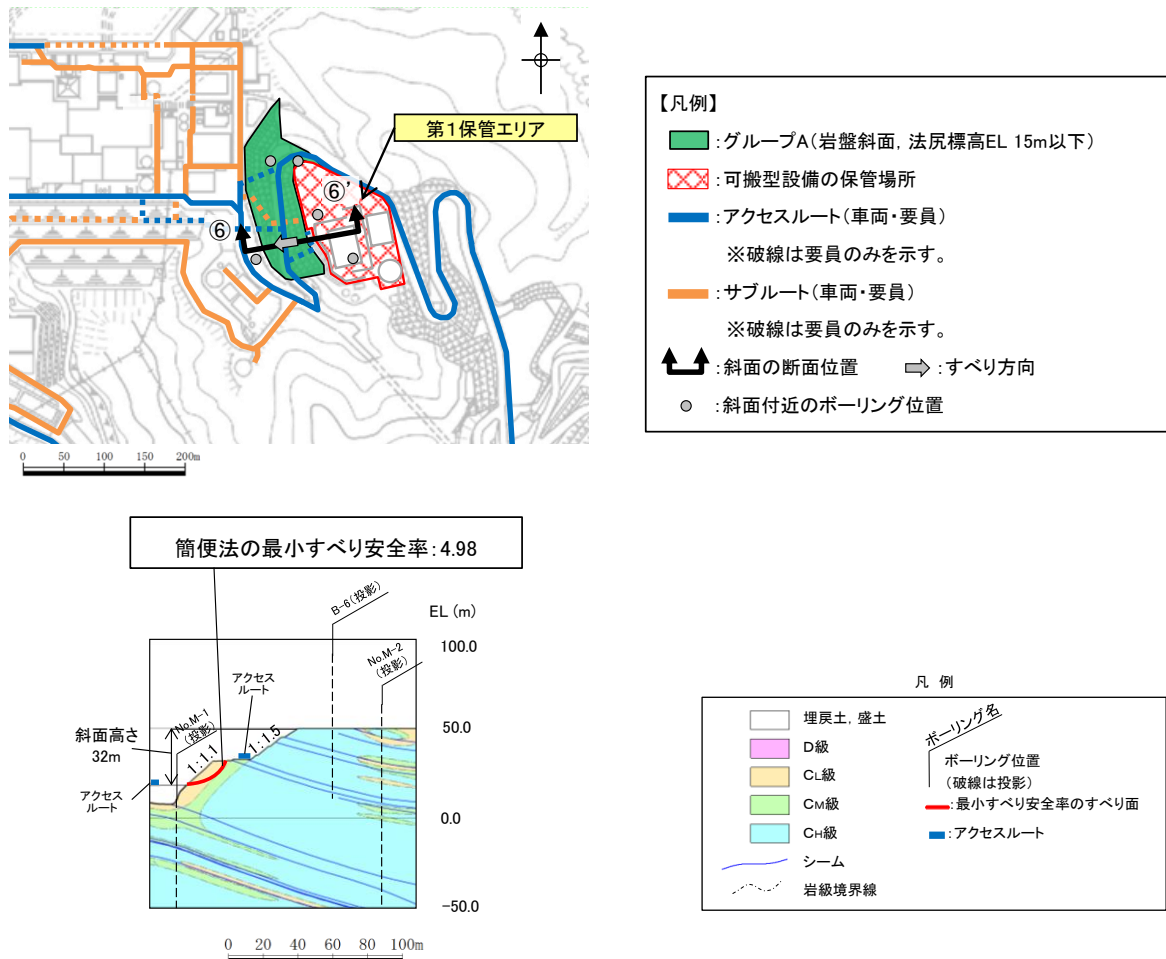 第1保管エリア
⑥
⑥’
0 50 100 150 200m
【凡例】
:グループA(岩盤斜面, 法尻標高EL 15m以下)
:可搬型設備の保管場所
:アクセスルート(車両・要員)
※破線は要員のみを示す。
:サブルート(車両・要員)
※破線は要員のみを示す。
:斜面の断面位置
:すべり方向
:斜面付近のボーリング位置
簡便法の最小すべり安全率:4.98
B-6(投影)
EL (m)
100.0
No.M-2
(投影)
アクセス
ルート
50.0
斜面高さ
32m
No.M-1
(投影)
1:1.1
1:1.5
アクセス
ルート
0.0
-50.0
0 20 40 60 80 100m
凡 例
埋戻土, 盛土
D級
CL級
CM級
CH級
シーム
岩級境界線
ボーリング名
ボーリング位置
(破線は投影)
:最小すべり安全率のすべり面
:アクセスルート